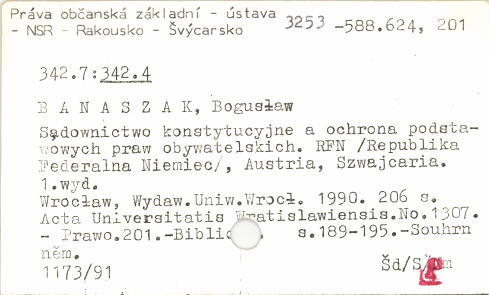 Práva občanská základní - ústava 3253 -588.624, 201
- NSR - Rakousko - Švýcarsko
342.7:342.4
B A N A S Z A K, Bogusław
Sądownictwo konstytucyjne a ochrona podsta-
wowych praw obywatelskich. RFN /Republika
Federalna Niemiec/, Austria, Szwajcaria.
1.wyd.
Wrocław, Wydaw.Uniw.Wrocł. 1990. 206 s.
Acta Universitatis Wratislaviensis.No.1307.
- Prawo.201.-Biblio s.189-195.-Souhrn
něm.
1173/91 Šd/